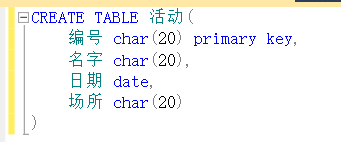 CREATE TABLE 活动(
编号 char(20) primary key,
名字 char(20),
日期 date,
场所 char(20)
)